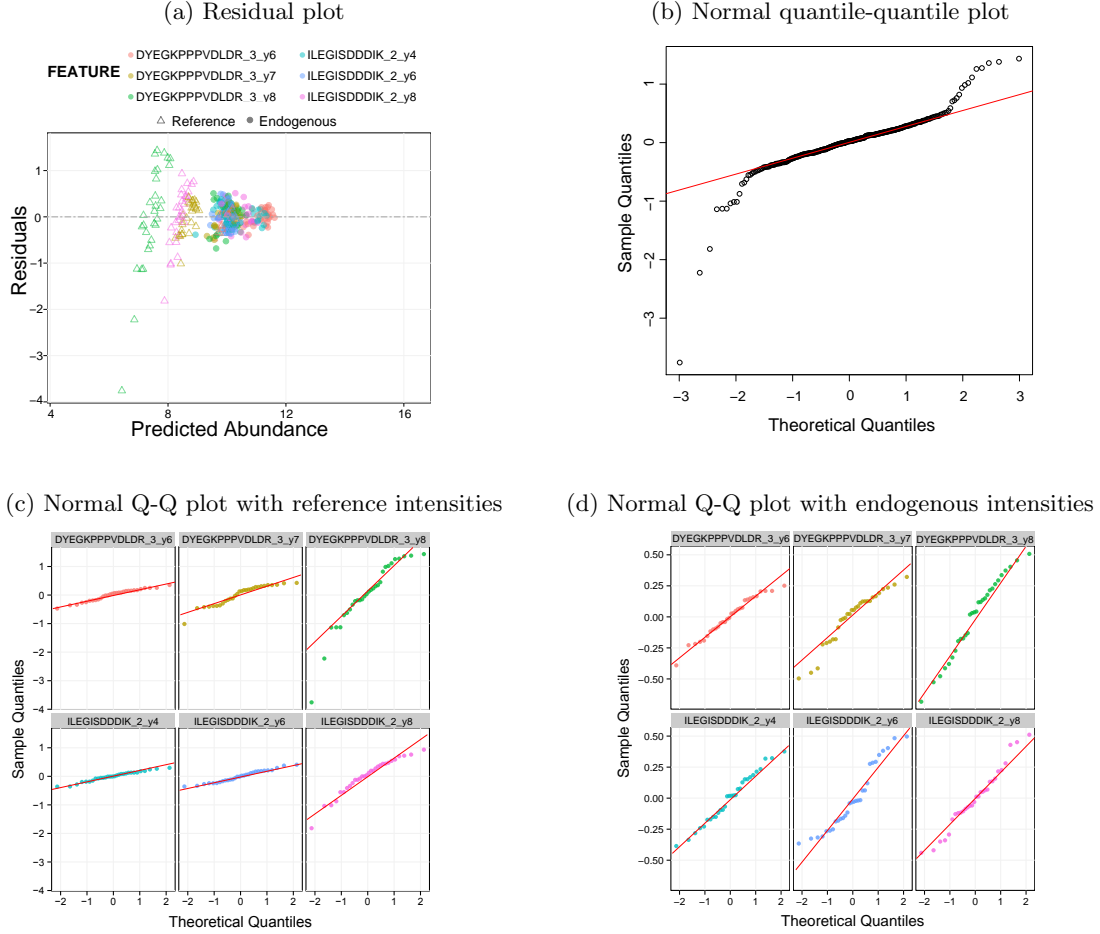 (a) Residual plot
FEATURE
DYEGKPPPVDLDR_3_y6
ILEGISDDDIK_2_y4
DYEGKPPPVDLDR_3_y7
ILEGISDDDIK_2_y6
DYEGKPPPVDLDR_3_y8
ILEGISDDDIK_2_y8
Reference
Endogenous
Residuals
1
0
−1
−2
−3
−4
4
8
12
16
Predicted Abundance
(b) Normal quantile-quantile plot
Sample Quantiles
1
0
−1
−2
−3
−3
−2
−1
0
1
2
3
Theoretical Quantiles
(c) Normal Q-Q plot with reference intensities
DYEGKPPPVDLDR_3_y6
DYEGKPPPVDLDR_3_y7
DYEGKPPPVDLDR_3_y8
1
0
−1
−2
−3
−4
Sample Quantiles
ILEGISDDDIK_2_y4
ILEGISDDDIK_2_y6
ILEGISDDDIK_2_y8
1
0
−1
−2
−3
−4
−2 −1 0 1 2
−2 −1 0 1 2
−2 −1 0 1 2
Theoretical Quantiles
(d) Normal Q-Q plot with endogenous intensities
DYEGKPPPVDLDR_3_y6
DYEGKPPPVDLDR_3_y7
DYEGKPPPVDLDR_3_y8
0.50
0.25
0.00
−0.25
−0.50
Sample Quantiles
ILEGISDDDIK_2_y4
ILEGISDDDIK_2_y6
ILEGISDDDIK_2_y8
0.50
0.25
0.00
−0.25
−0.50
−2 −1 0 1 2
−2 −1 0 1 2
−2 −1 0 1 2
Theoretical Quantiles